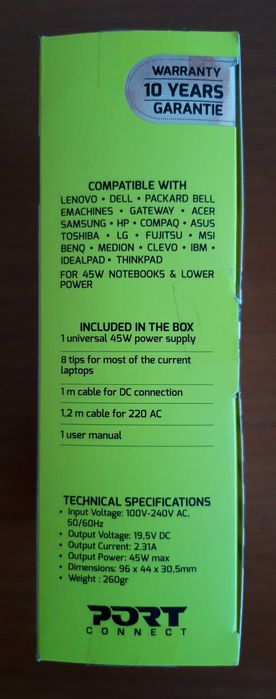 WARRANTY
10 YEARS
GARANTIE
COMPATIBLE WITH
LENOVO • DELL • PACKARD BELL
EMACHINES • GATEWAY • ACER
SAMSUNG • HP • COMPAQ • ASUS
TOSHIBA • LG • FUJITSU • MSI
BENQ • MEDION • CLEVO • IBM •
IDEALPAD • THINKPAD
FOR 45W NOTEBOOKS & LOWER
POWER
INCLUDED IN THE BOX
1 universal 45W power supply
8 tips for most of the current
laptops
1 m cable for DC connection
1,2 m cable for 220 AC
1 user manual
TECHNICAL SPECIFICATIONS
• Input Voltage: 100V-240V AC,
50/60Hz
• Output Voltage: 19,5V DC
• Output Current: 2.31A
• Output Power: 45W max
• Dimensions: 96 x 44 x 30,5mm
• Weight : 260gr
PORT
CONNECT